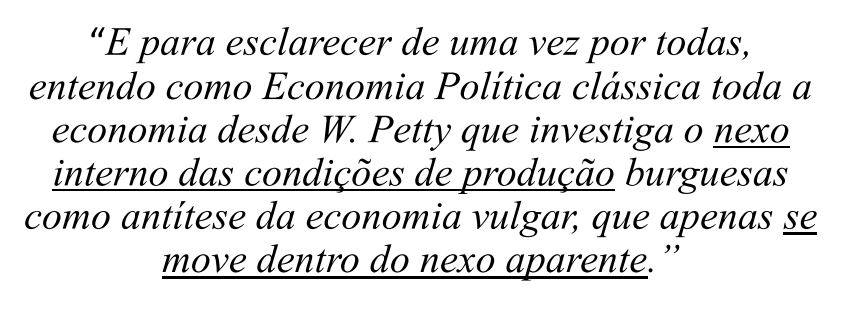 “E para esclarecer de uma vez por todas,
entendo como Economia Política clássica toda a
economia desde W. Petty que investiga o nexo
interno das condições de produção burguesas
como antítese da economia vulgar, que apenas se
move dentro do nexo aparente.”